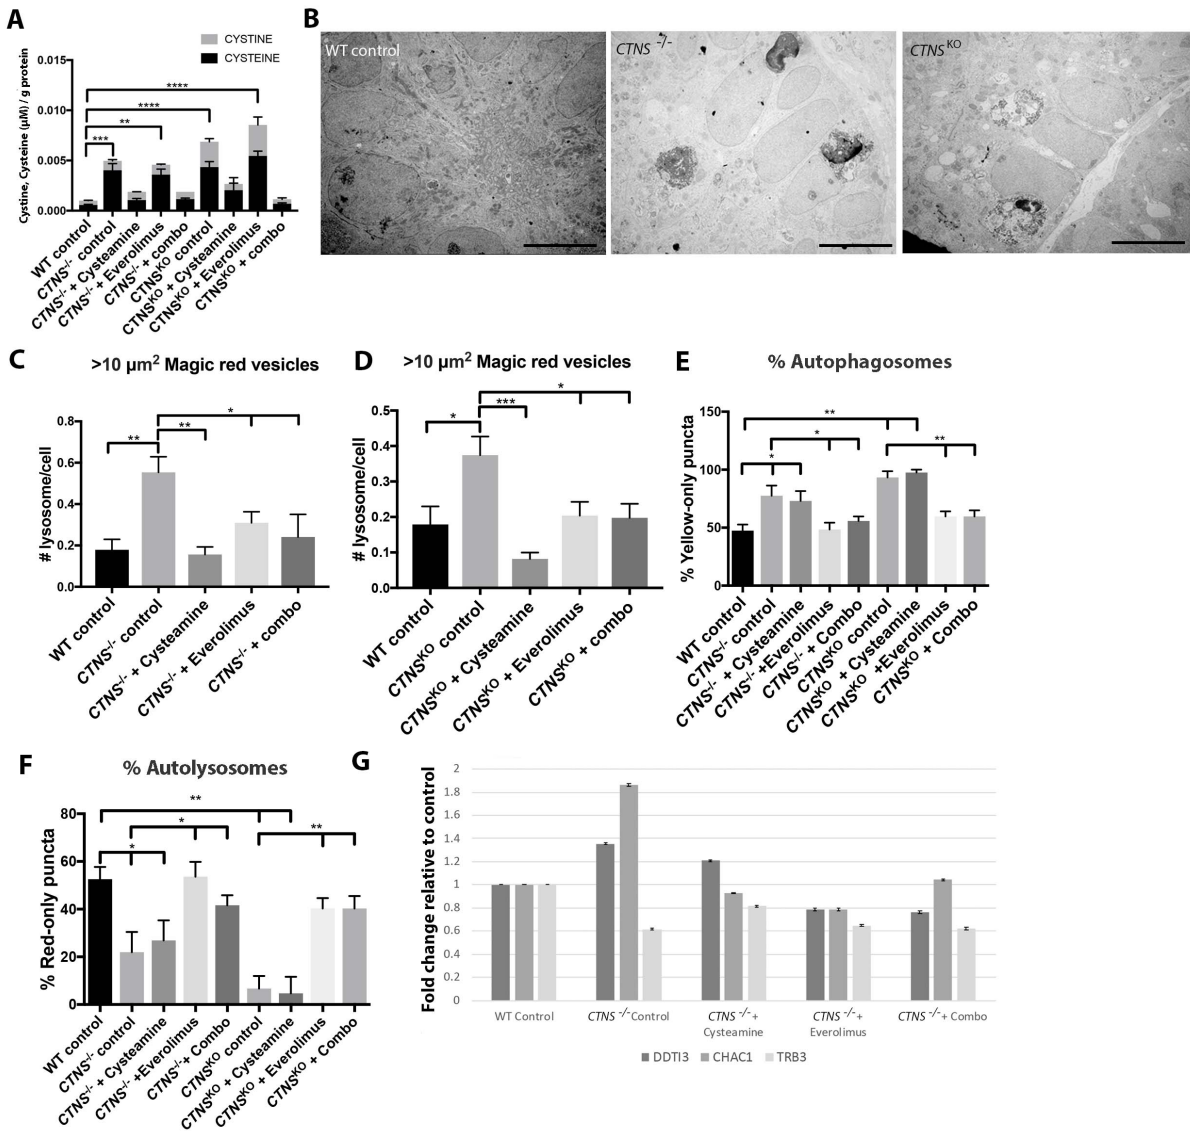 A
CYSTINE
CYSTEINE
Cystine, Cysteine (µM) / g protein
0.015
0.010
0.005
0.000
****
****
**
***
WT control
CTNS-/- control
CTNS-/- + Cysteamine
CTNS-/- + Everolimus
CTNS-/- + combo
CTNSKO control
CTNSKO + Cysteamine
CTNSKO + Everolimus
CTNSKO + combo
B
WT control
CTNS -/-
CTNS KO
C
>10 µm2 Magic red vesicles
# lysosome/cell
0.8
0.6
0.4
0.2
0.0
*
**
**
WT control
CTNS-/- control
CTNS-/- + Cysteamine
CTNS-/- + Everolimus
CTNS-/- + combo
D
>10 µm2 Magic red vesicles
# lysosome/cell
0.5
0.4
0.3
0.2
0.1
0.0
*
***
*
WT control
CTNSKO control
CTNSKO + Cysteamine
CTNSKO + Everolimus
CTNSKO + combo
E
% Autophagosomes
% Yellow-only puncta
150
100
50
0
**
*
**
*
WT control
CTNS-/- control
CTNS-/- + Cysteamine
CTNS-/- +Everolimus
CTNS-/- + Combo
CTNSKO control
CTNSKO + Cysteamine
CTNSKO +Everolimus
CTNSKO + Combo
F
% Autolysosomes
% Red-only puncta
80
60
40
20
0
**
*
**
*
WT control
CTNS-/- control
CTNS-/- + Cysteamine
CTNS-/- +Everolimus
CTNS-/-+ Combo
CTNSKO control
CTNSKO + Cysteamine
CTNSKO + Everolimus
CTNSKO + Combo
G
Fold change relative to control
2
1.8
1.6
1.4
1.2
1
0.8
0.6
0.4
0.2
0
WT Control
CTNS -/- Control
CTNS -/- +
Cysteamine
CTNS -/- +
Everolimus
CTNS -/- + Combo
DDTI3
CHAC1
TRB3